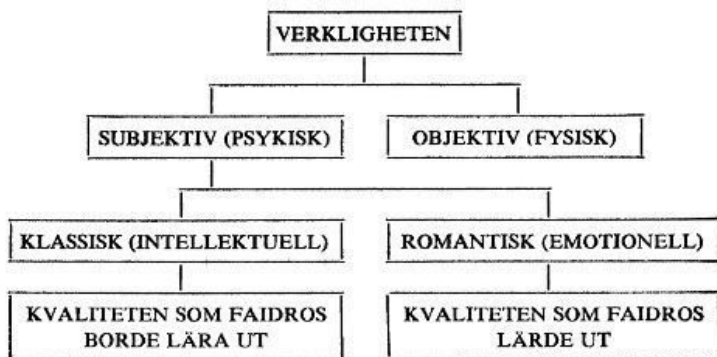 VERKLIGHETEN
SUBJEKTIV (PSYKISK)
OBJEKTIV (FYSISK)
KLASSISK (INTELLEKTUELL)
ROMANTISK (EMOTIONELL)
KVALITETEN SOM FAIDROS
BORDE LÄRA UT
KVALITETEN SOM FAIDROS
LÄRDE UT